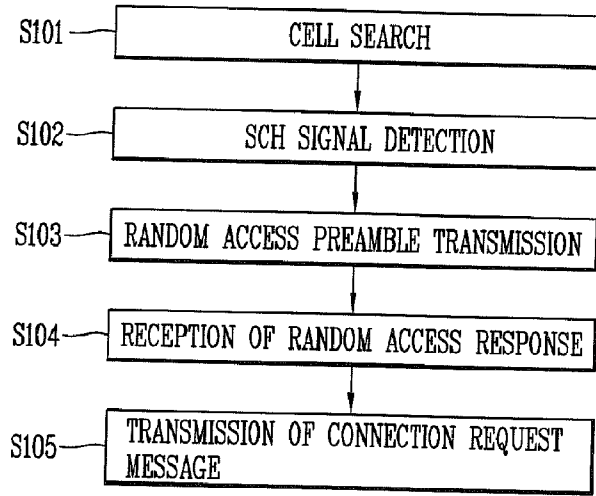 S101 CELL SEARCH
S102 SCH SIGNAL DETECTION
S103 RANDOM ACCESS PREAMBLE TRANSMISSION
S104 RECEPTION OF RANDOM ACCESS RESPONSE
S105 TRANSMISSION OF CONNECTION REQUEST
MESSAGE